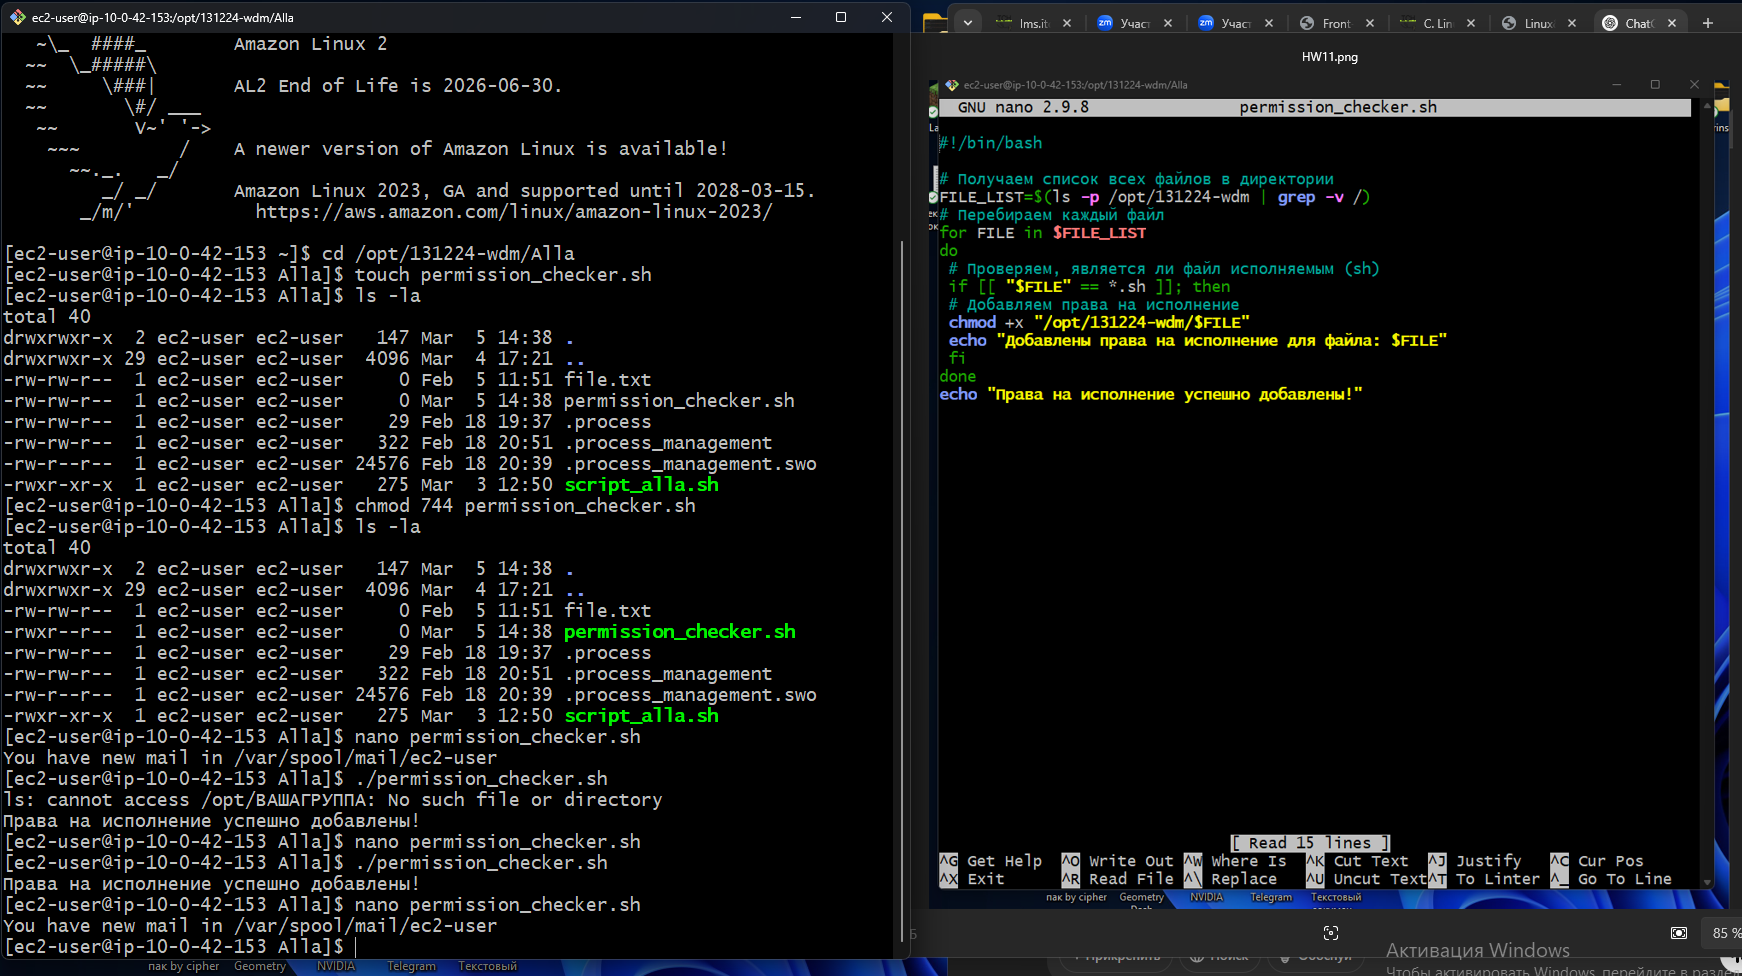 ec2-user@ip-10-0-42-153:/opt/131224-wdm/Alla
~\_ ####_ Amazon Linux 2
~~ \_#####\
~~ \###| AL2 End of Life is 2026-06-30.
~~ \#/ ___
~~ V~' '->
~~~ / A newer version of Amazon Linux is available!
~~._. _/
_/ _/ Amazon Linux 2023, GA and supported until 2028-03-15.
_/m/' https://aws.amazon.com/linux/amazon-linux-2023/
[ec2-user@ip-10-0-42-153 ~]$ cd /opt/131224-wdm/Alla
[ec2-user@ip-10-0-42-153 Alla]$ touch permission_checker.sh
[ec2-user@ip-10-0-42-153 Alla]$ ls -la
total 40
drwxrwxr-x 2 ec2-user ec2-user 147 Mar 5 14:38 .
drwxrwxr-x 29 ec2-user ec2-user 4096 Mar 4 17:21 ..
-rw-rw-r-- 1 ec2-user ec2-user 0 Feb 5 11:51 file.txt
-rw-rw-r-- 1 ec2-user ec2-user 0 Mar 5 14:38 permission_checker.sh
-rw-rw-r-- 1 ec2-user ec2-user 29 Feb 18 19:37 .process
-rw-rw-r-- 1 ec2-user ec2-user 322 Feb 18 20:51 .process_management
-rw-r--r-- 1 ec2-user ec2-user 24576 Feb 18 20:39 .process_management.swo
-rwxr-xr-x 1 ec2-user ec2-user 275 Mar 3 12:50 script_alla.sh
[ec2-user@ip-10-0-42-153 Alla]$ chmod 744 permission_checker.sh
[ec2-user@ip-10-0-42-153 Alla]$ ls -la
total 40
drwxrwxr-x 2 ec2-user ec2-user 147 Mar 5 14:38 .
drwxrwxr-x 29 ec2-user ec2-user 4096 Mar 4 17:21 ..
-rw-rw-r-- 1 ec2-user ec2-user 0 Feb 5 11:51 file.txt
-rwxr--r-- 1 ec2-user ec2-user 0 Mar 5 14:38 permission_checker.sh
-rw-rw-r-- 1 ec2-user ec2-user 29 Feb 18 19:37 .process
-rw-rw-r-- 1 ec2-user ec2-user 322 Feb 18 20:51 .process_management
-rw-r--r-- 1 ec2-user ec2-user 24576 Feb 18 20:39 .process_management.swo
-rwxr-xr-x 1 ec2-user ec2-user 275 Mar 3 12:50 script_alla.sh
[ec2-user@ip-10-0-42-153 Alla]$ nano permission_checker.sh
You have new mail in /var/spool/mail/ec2-user
[ec2-user@ip-10-0-42-153 Alla]$ ./permission_checker.sh
ls: cannot access /opt/ВАШАГРУППА: No such file or directory
Права на исполнение успешно добавлены!
[ec2-user@ip-10-0-42-153 Alla]$ nano permission_checker.sh
[ec2-user@ip-10-0-42-153 Alla]$ ./permission_checker.sh
Права на исполнение успешно добавлены!
[ec2-user@ip-10-0-42-153 Alla]$ nano permission_checker.sh
You have new mail in /var/spool/mail/ec2-user
[ec2-user@ip-10-0-42-153 Alla]$
пак by cipher Geometry NVIDIA Telegram Текстовый
lms.it Участ Участ Front C. Lin Linux Chat
HW11.png
ec2-user@ip-10-0-42-153:/opt/131224-wdm/Alla
GNU nano 2.9.8 permission_checker.sh
#!/bin/bash
# Получаем список всех файлов в директории
FILE_LIST=$(ls -p /opt/131224-wdm | grep -v /)
# Перебираем каждый файл
for FILE in $FILE_LIST
do
# Проверяем, является ли файл исполняемым (sh)
if [[ "$FILE" == *.sh ]]; then
# Добавляем права на исполнение
chmod +x "/opt/131224-wdm/$FILE"
echo "Добавлены права на исполнение для файла: $FILE"
fi
done
echo "Права на исполнение успешно добавлены!"
[ Read 15 lines ]
^G Get Help ^O Write Out ^W Where Is ^K Cut Text ^J Justify ^C Cur Pos
^X Exit ^R Read File ^\ Replace ^U Uncut Text ^T To Linter ^_ Go To Line
пак by cipher Geometry NVIDIA Telegram Текстовый
85 %
Активация Windows
Чтобы активировать Windows, перейдите в раздел